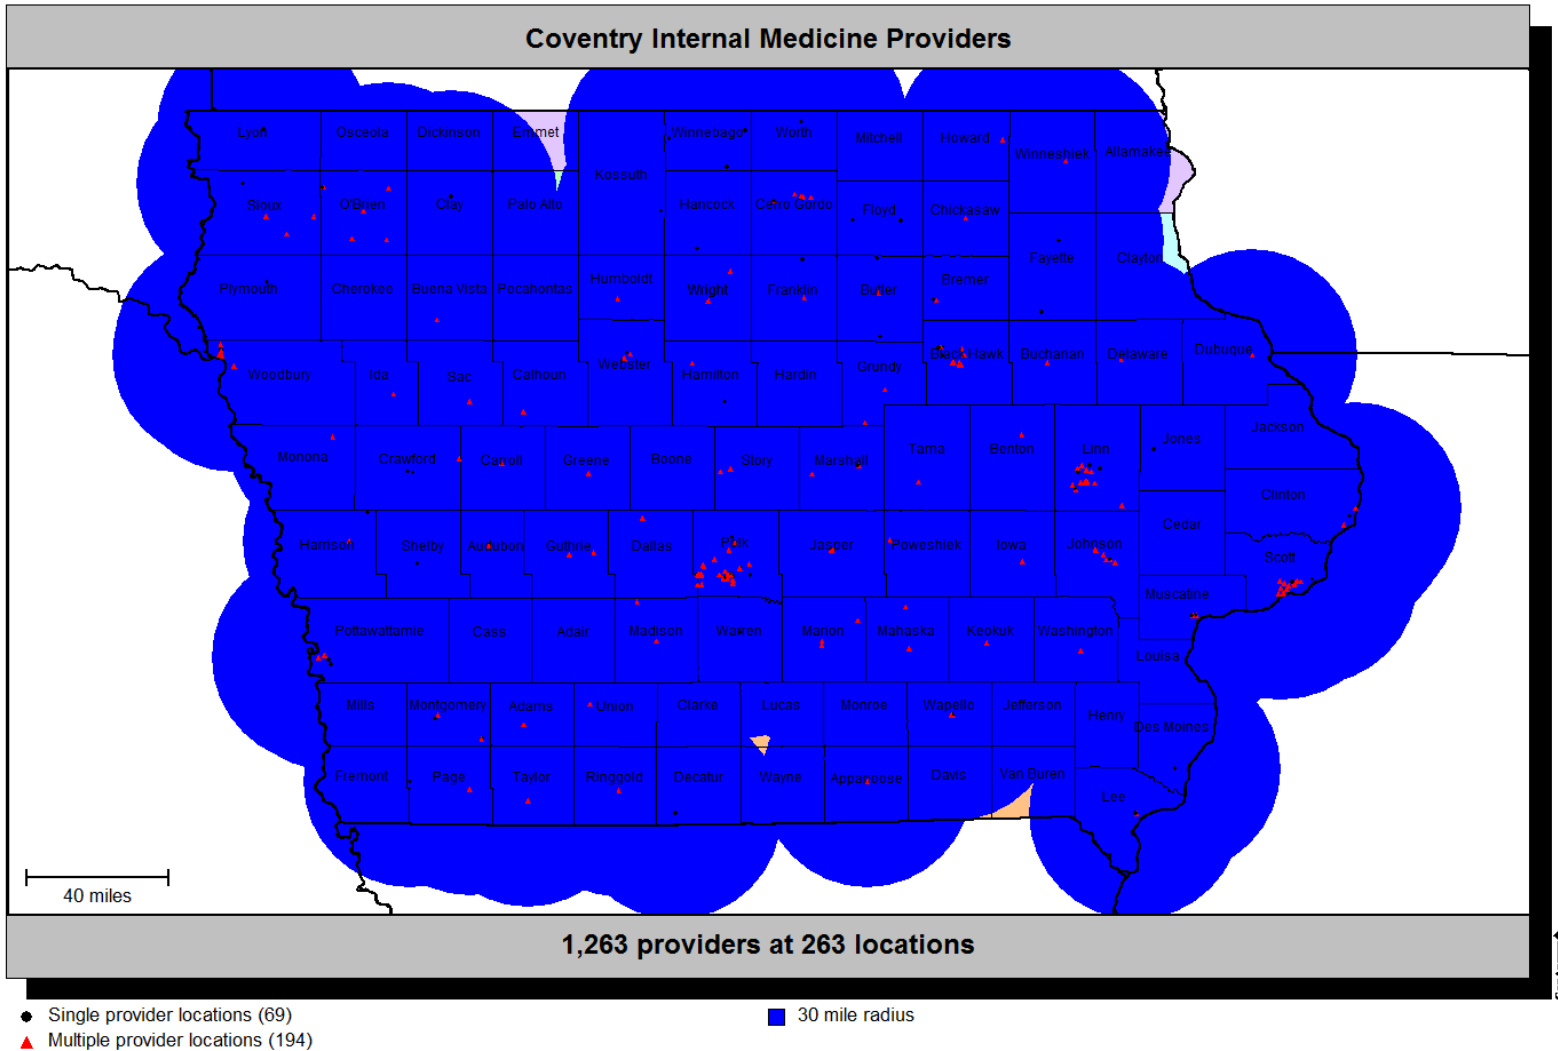 Coventry Internal Medicine Providers
Lyon Osceola Dickinson Emmet Winnebago Worth Mitchell Howard Winneshiek Allamakee
Kossuth
Sioux O'Brien Clay Palo Alto Hancock Cerro Gordo Floyd Chickasaw
Fayette Clayton
Plymouth Cherokee Buena Vista Pocahontas Humboldt Wright Franklin Butler Bremer
Woodbury Ida Sac Calhoun Webster Hamilton Hardin Grundy Black Hawk Buchanan Delaware Dubuque
Monona Crawford Carroll Greene Boone Story Marshall Tama Benton Linn Jones Jackson
Clinton
Harrison Shelby Audubon Guthrie Dallas Polk Jasper Poweshiek Iowa Johnson Cedar Scott
Muscatine
Pottawattamie Cass Adair Madison Warren Marion Mahaska Keokuk Washington
Louisa
Mills Montgomery Adams Union Clarke Lucas Monroe Wapello Jefferson Henry Des Moines
Fremont Page Taylor Ringgold Decatur Wayne Appanoose Davis Van Buren Lee
40 miles
1,263 providers at 263 locations
Single provider locations (69)
Multiple provider locations (194)
30 mile radius